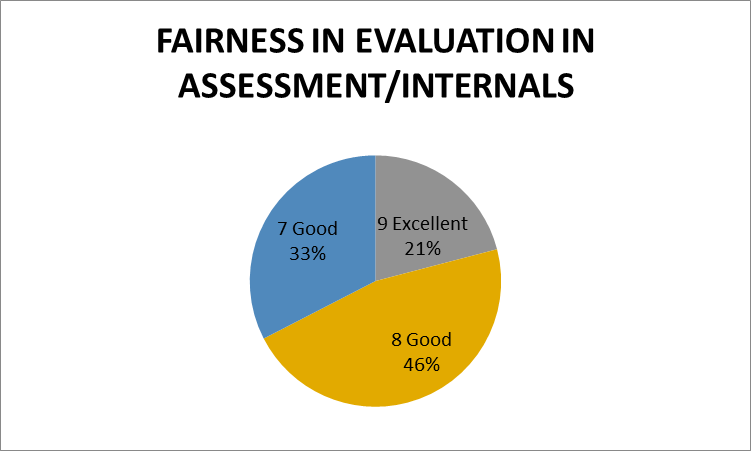 FAIRNESS IN EVALUATION IN
ASSESSMENT/INTERNALS
7 Good
33%
9 Excellent
21%
8 Good
46%